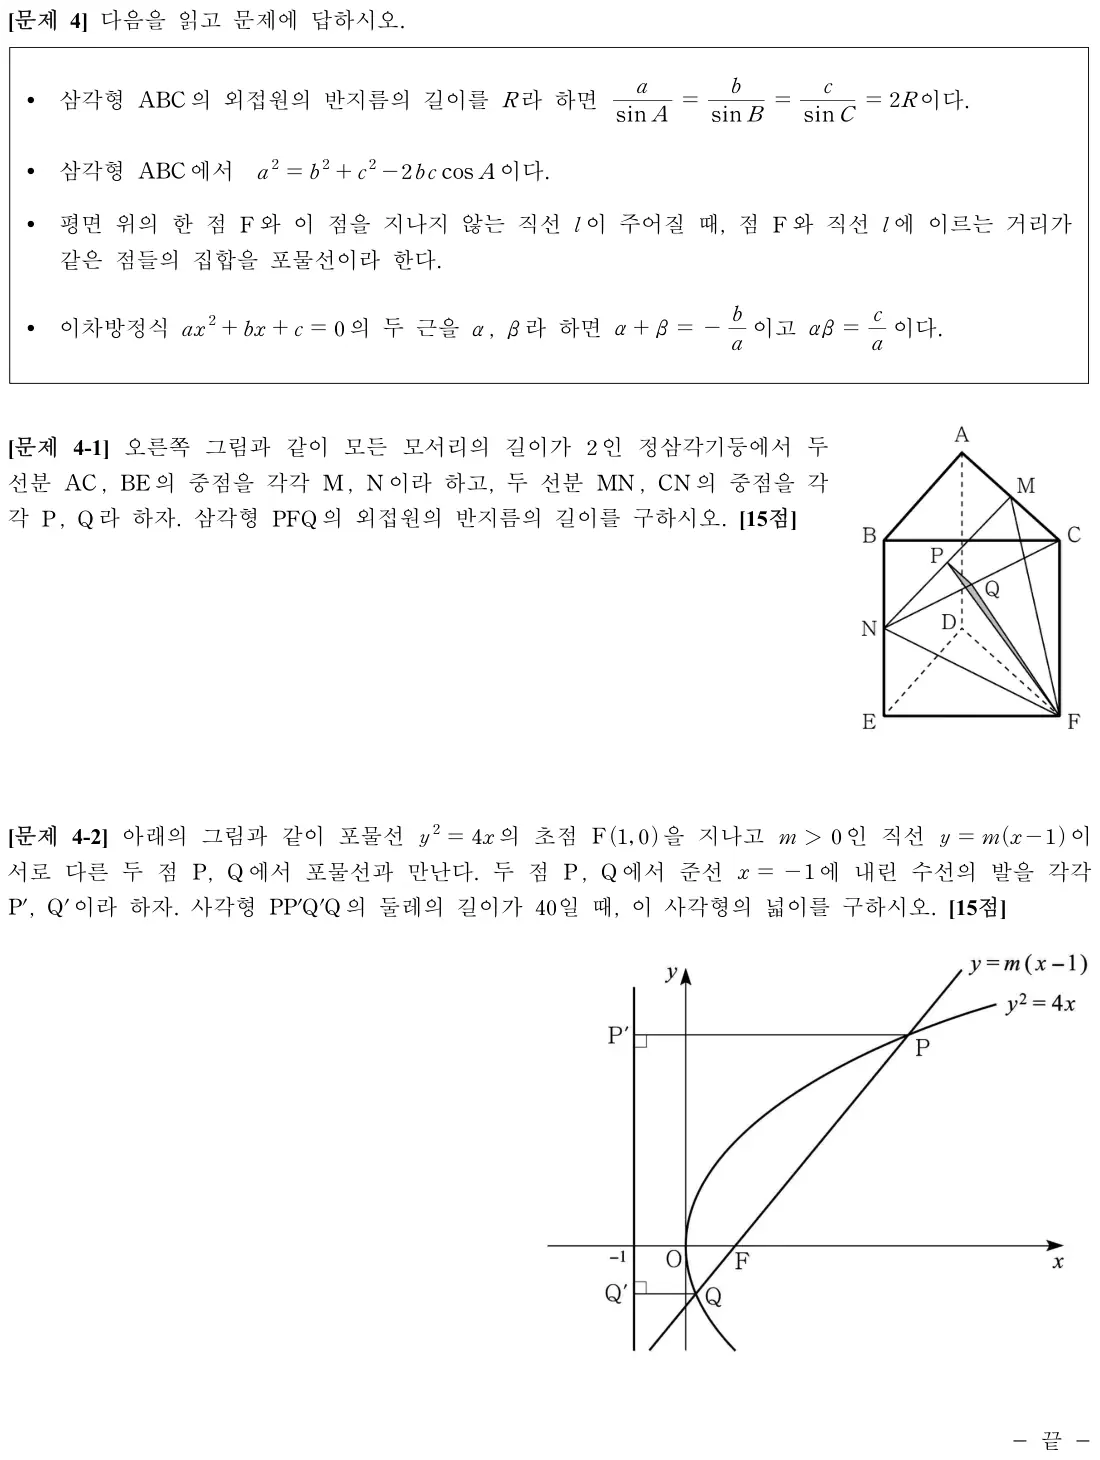 [문제 4] 다음을 읽고 문제에 답하시오.
• 삼각형 ABC의 외접원의 반지름의 길이를 R라 하면 a/sin A = b/sin B = c/sin C = 2R이다.
• 삼각형 ABC에서 a² = b² + c² − 2bc cos A이다.
• 평면 위의 한 점 F와 이 점을 지나지 않는 직선 l이 주어질 때, 점 F와 직선 l에 이르는 거리가
같은 점들의 집합을 포물선이라 한다.
• 이차방정식 ax² + bx + c = 0의 두 근을 α, β라 하면 α + β = − b/a 이고 αβ = c/a 이다.
[문제 4-1] 오른쪽 그림과 같이 모든 모서리의 길이가 2인 정삼각기둥에서 두
선분 AC, BE의 중점을 각각 M, N이라 하고, 두 선분 MN, CN의 중점을 각
각 P, Q라 하자. 삼각형 PFQ의 외접원의 반지름의 길이를 구하시오. [15점]
A
M
B
C
P
Q
N
D
E
F
[문제 4-2] 아래의 그림과 같이 포물선 y² = 4x의 초점 F(1, 0)을 지나고 m > 0인 직선 y = m(x − 1)이
서로 다른 두 점 P, Q에서 포물선과 만난다. 두 점 P, Q에서 준선 x = −1에 내린 수선의 발을 각각
P′, Q′이라 하자. 사각형 PP′Q′Q의 둘레의 길이가 40일 때, 이 사각형의 넓이를 구하시오. [15점]
y
y = m(x − 1)
y² = 4x
P′
P
-1
O
F
x
Q′
Q
− 끝 −